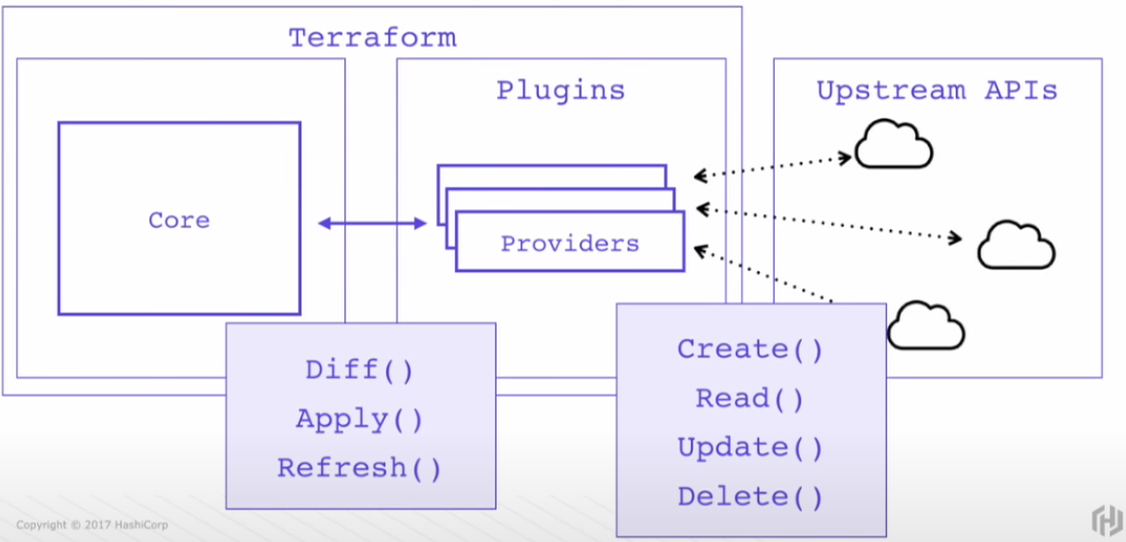 Terraform
Plugins
Upstream APIs
Core
Providers
Diff()
Apply()
Refresh()
Create()
Read()
Update()
Delete()
Copyright © 2017 HashiCorp